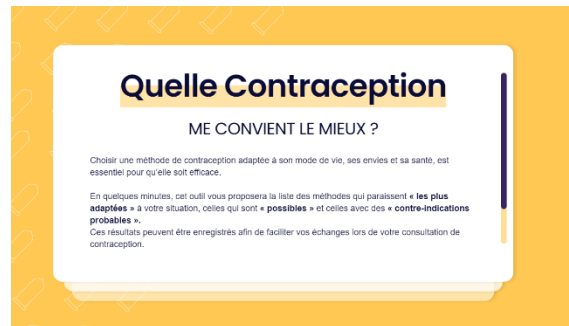 Quelle Contraception
ME CONVIENT LE MIEUX ?
Choisir une méthode de contraception adaptée à son mode de vie, ses envies et sa santé, est
essentiel pour qu'elle soit efficace.
En quelques minutes, cet outil vous proposera la liste des méthodes qui paraissent « les plus
adaptées » à votre situation, celles qui sont « possibles » et celles avec des « contre-indications
probables ».
Ces résultats peuvent être enregistrés afin de faciliter vos échanges lors de votre consultation de
contraception.